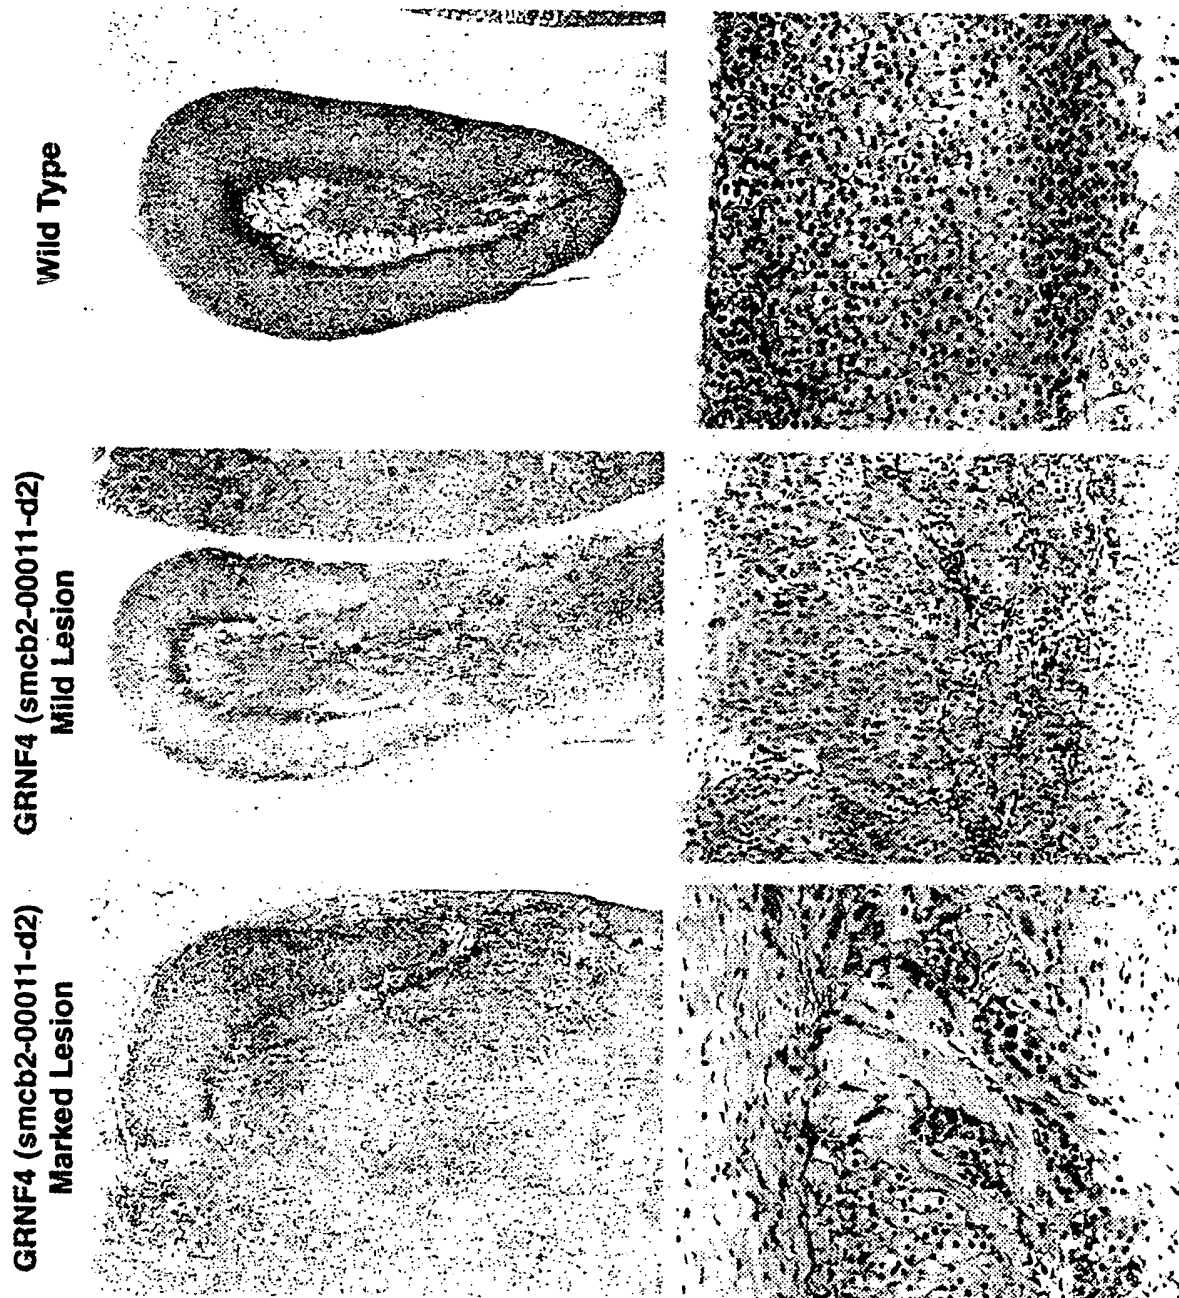 Wild Type
GRNF4 (smcb2-00011-d2)
Mild Lesion
GRNF4 (smcb2-00011-d2)
Marked Lesion